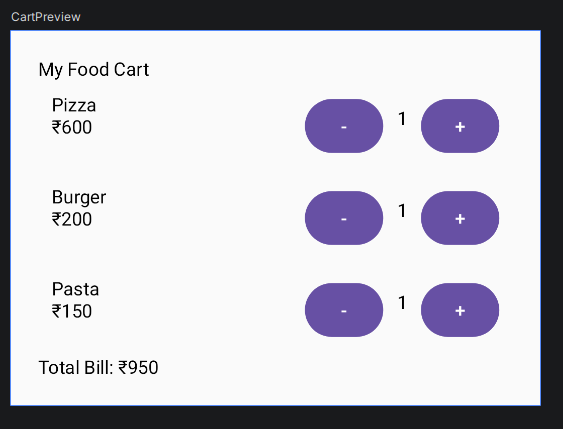 CartPreview
My Food Cart
Pizza
₹600
- 1 +
Burger
₹200
- 1 +
Pasta
₹150
- 1 +
Total Bill: ₹950